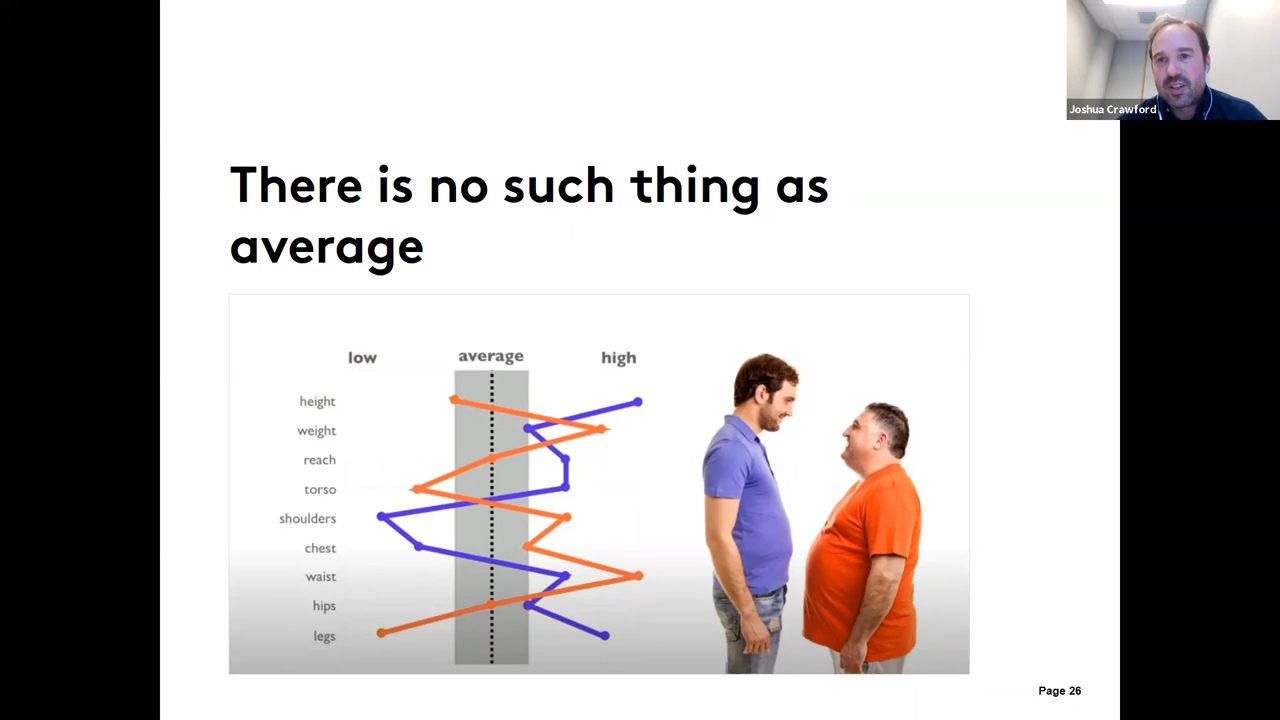 Joshua Crawford
There is no such thing as
average
low average high
height
weight
reach
torso
shoulders
chest
waist
hips
legs
Page 26